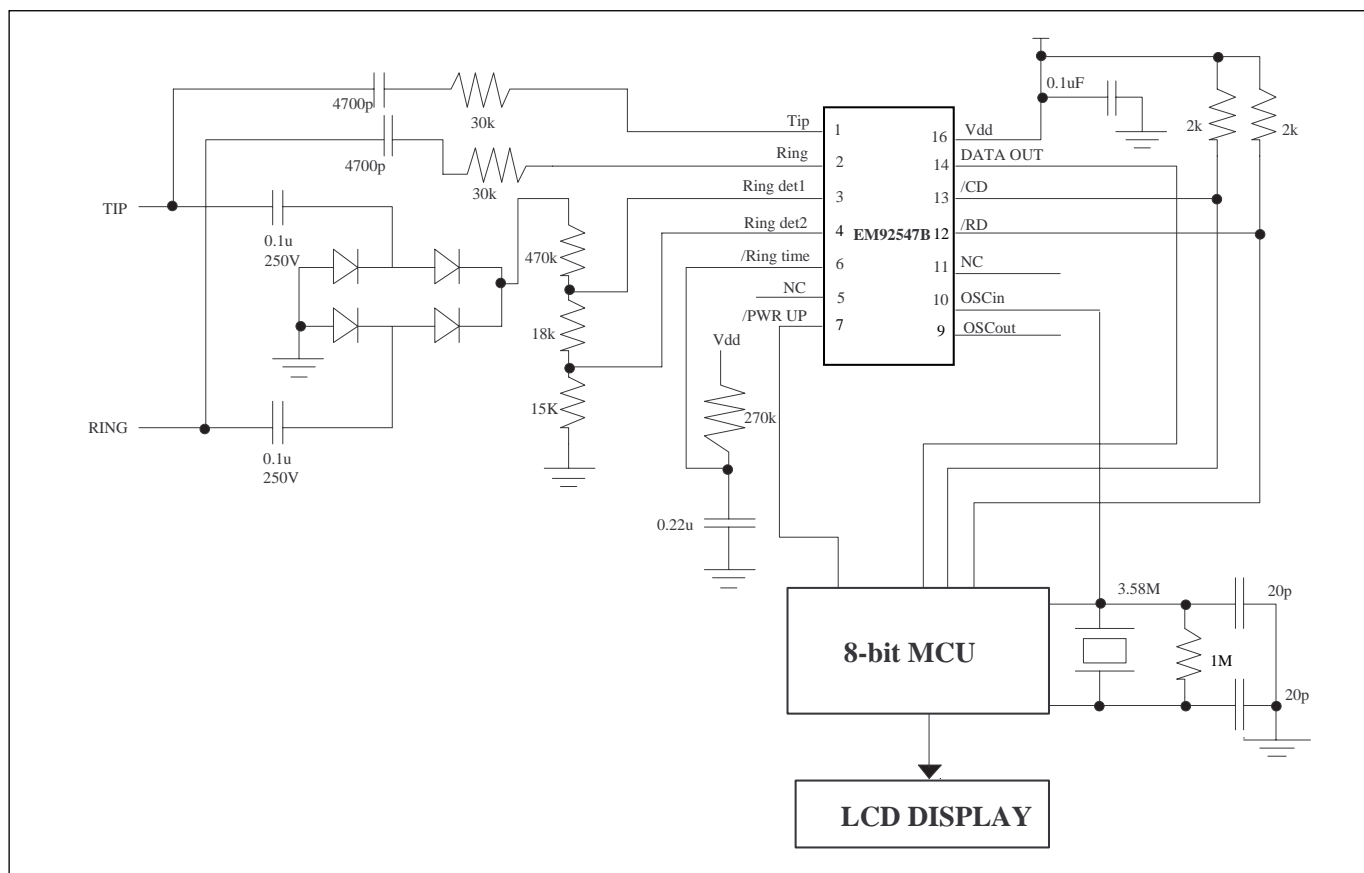 4700p
30k
4700p
30k
TIP
0.1u
250V
RING
0.1u
250V
470k
18k
15K
Tip
Ring
Ring det1
Ring det2
/Ring time
NC
/PWR UP
1
2
3
4
6
5
7
EM92547B
16
14
13
12
11
10
9
Vdd
DATA OUT
/CD
/RD
NC
OSCin
OSCout
0.1uF
2k
2k
Vdd
270k
0.22u
8-bit MCU
3.58M
1M
20p
20p
LCD DISPLAY